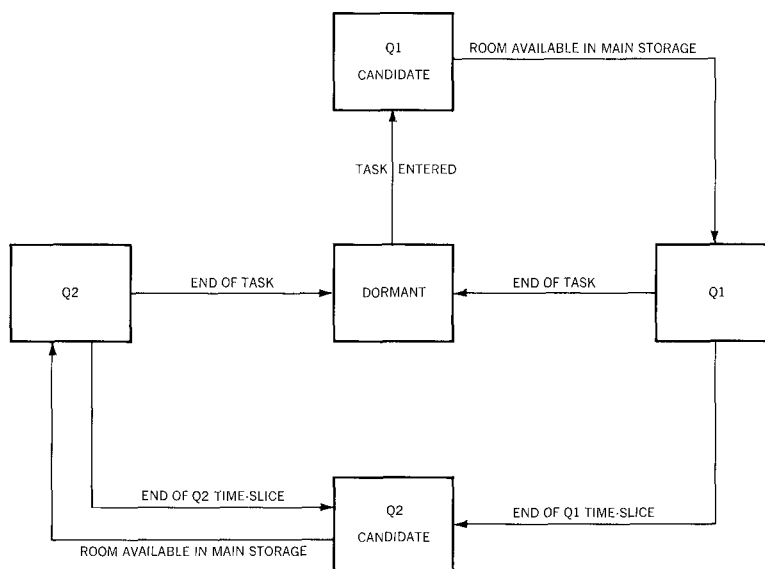 Q1
CANDIDATE
ROOM AVAILABLE IN MAIN STORAGE
TASK ENTERED
Q2
END OF TASK
DORMANT
END OF TASK
Q1
END OF Q2 TIME-SLICE
Q2
CANDIDATE
END OF Q1 TIME-SLICE
ROOM AVAILABLE IN MAIN STORAGE